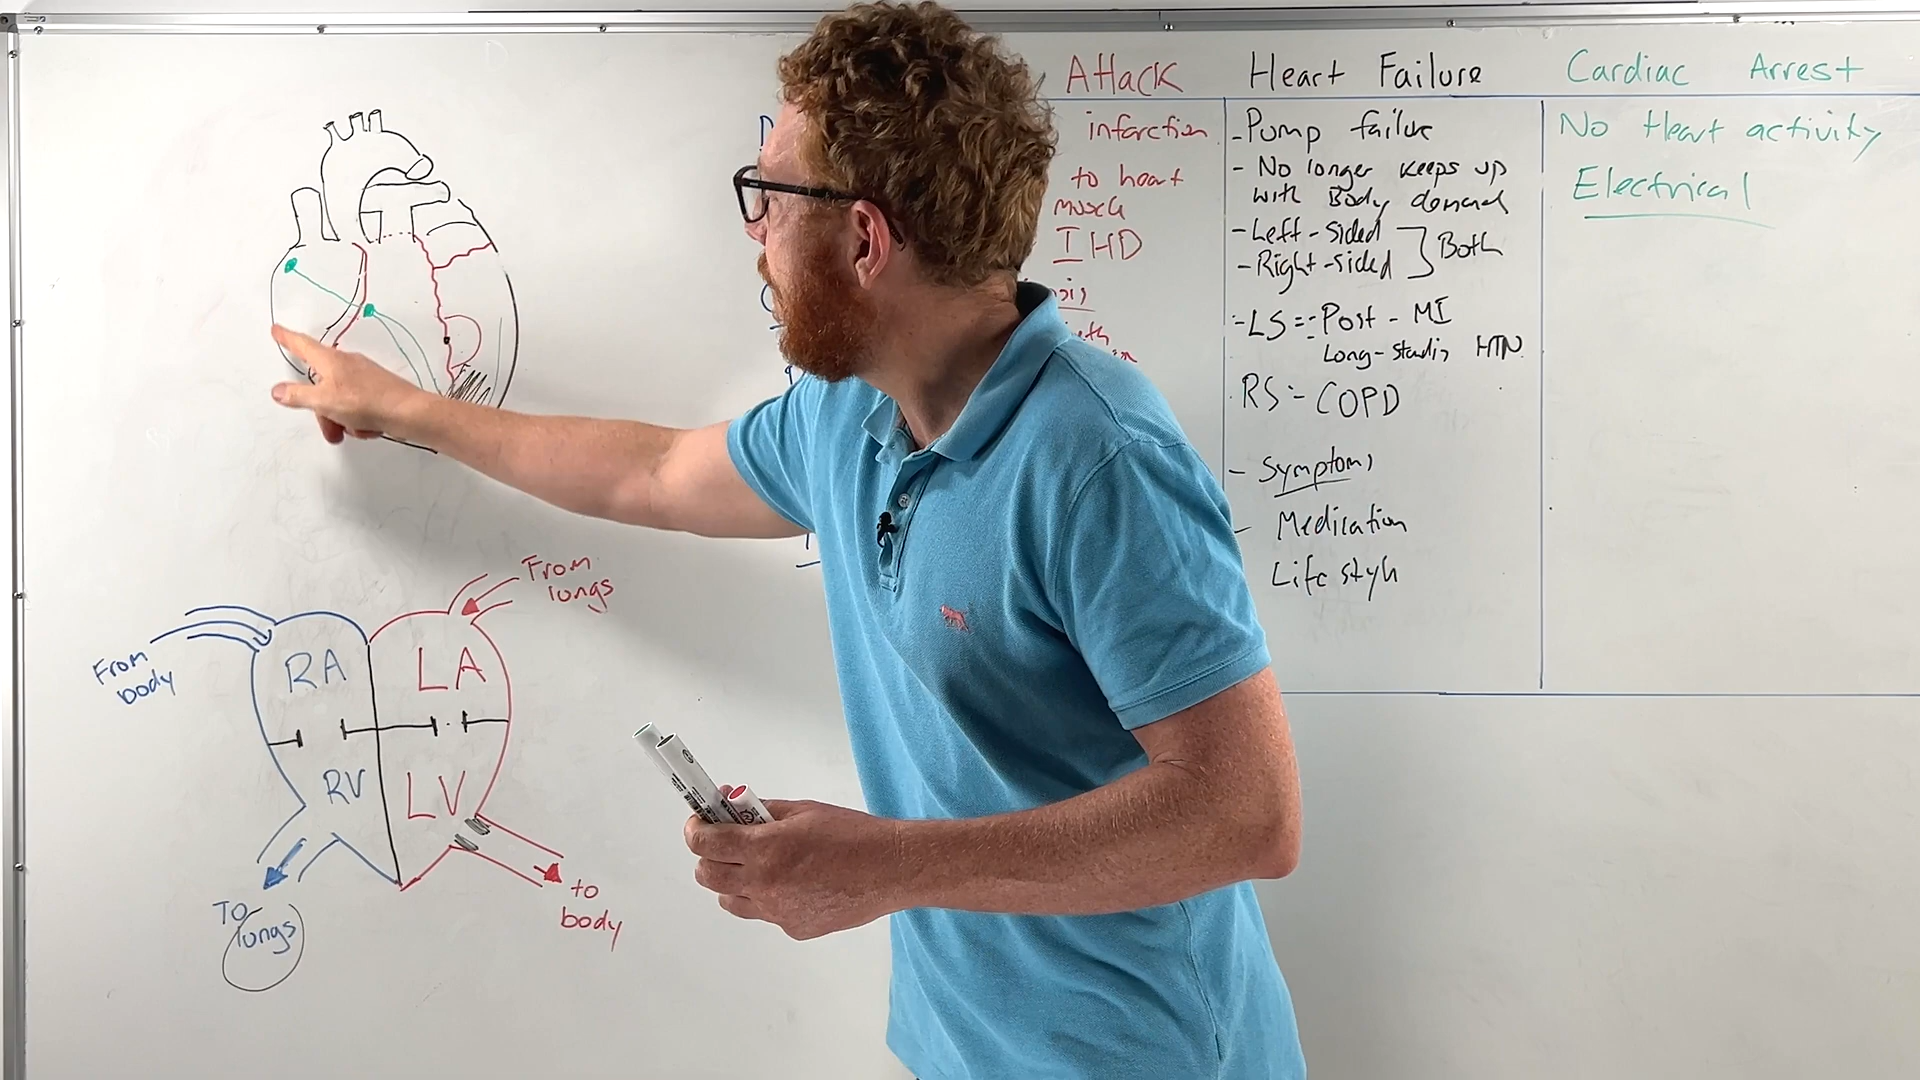 Attack
Heart Failure
Cardiac Arrest
infarction
to heart
muscle
IHD
- Pump failure
- No longer keeps up
with Body demand
- Left-sided
- Right-sided
Both
- LS = Post-MI
Long-standing HTN
RS - COPD
- Symptoms
- Medication
Lifestyle
No Heart activity
Electrical
From
lungs
From
body
RA
LA
RV
LV
To
lungs
to
body